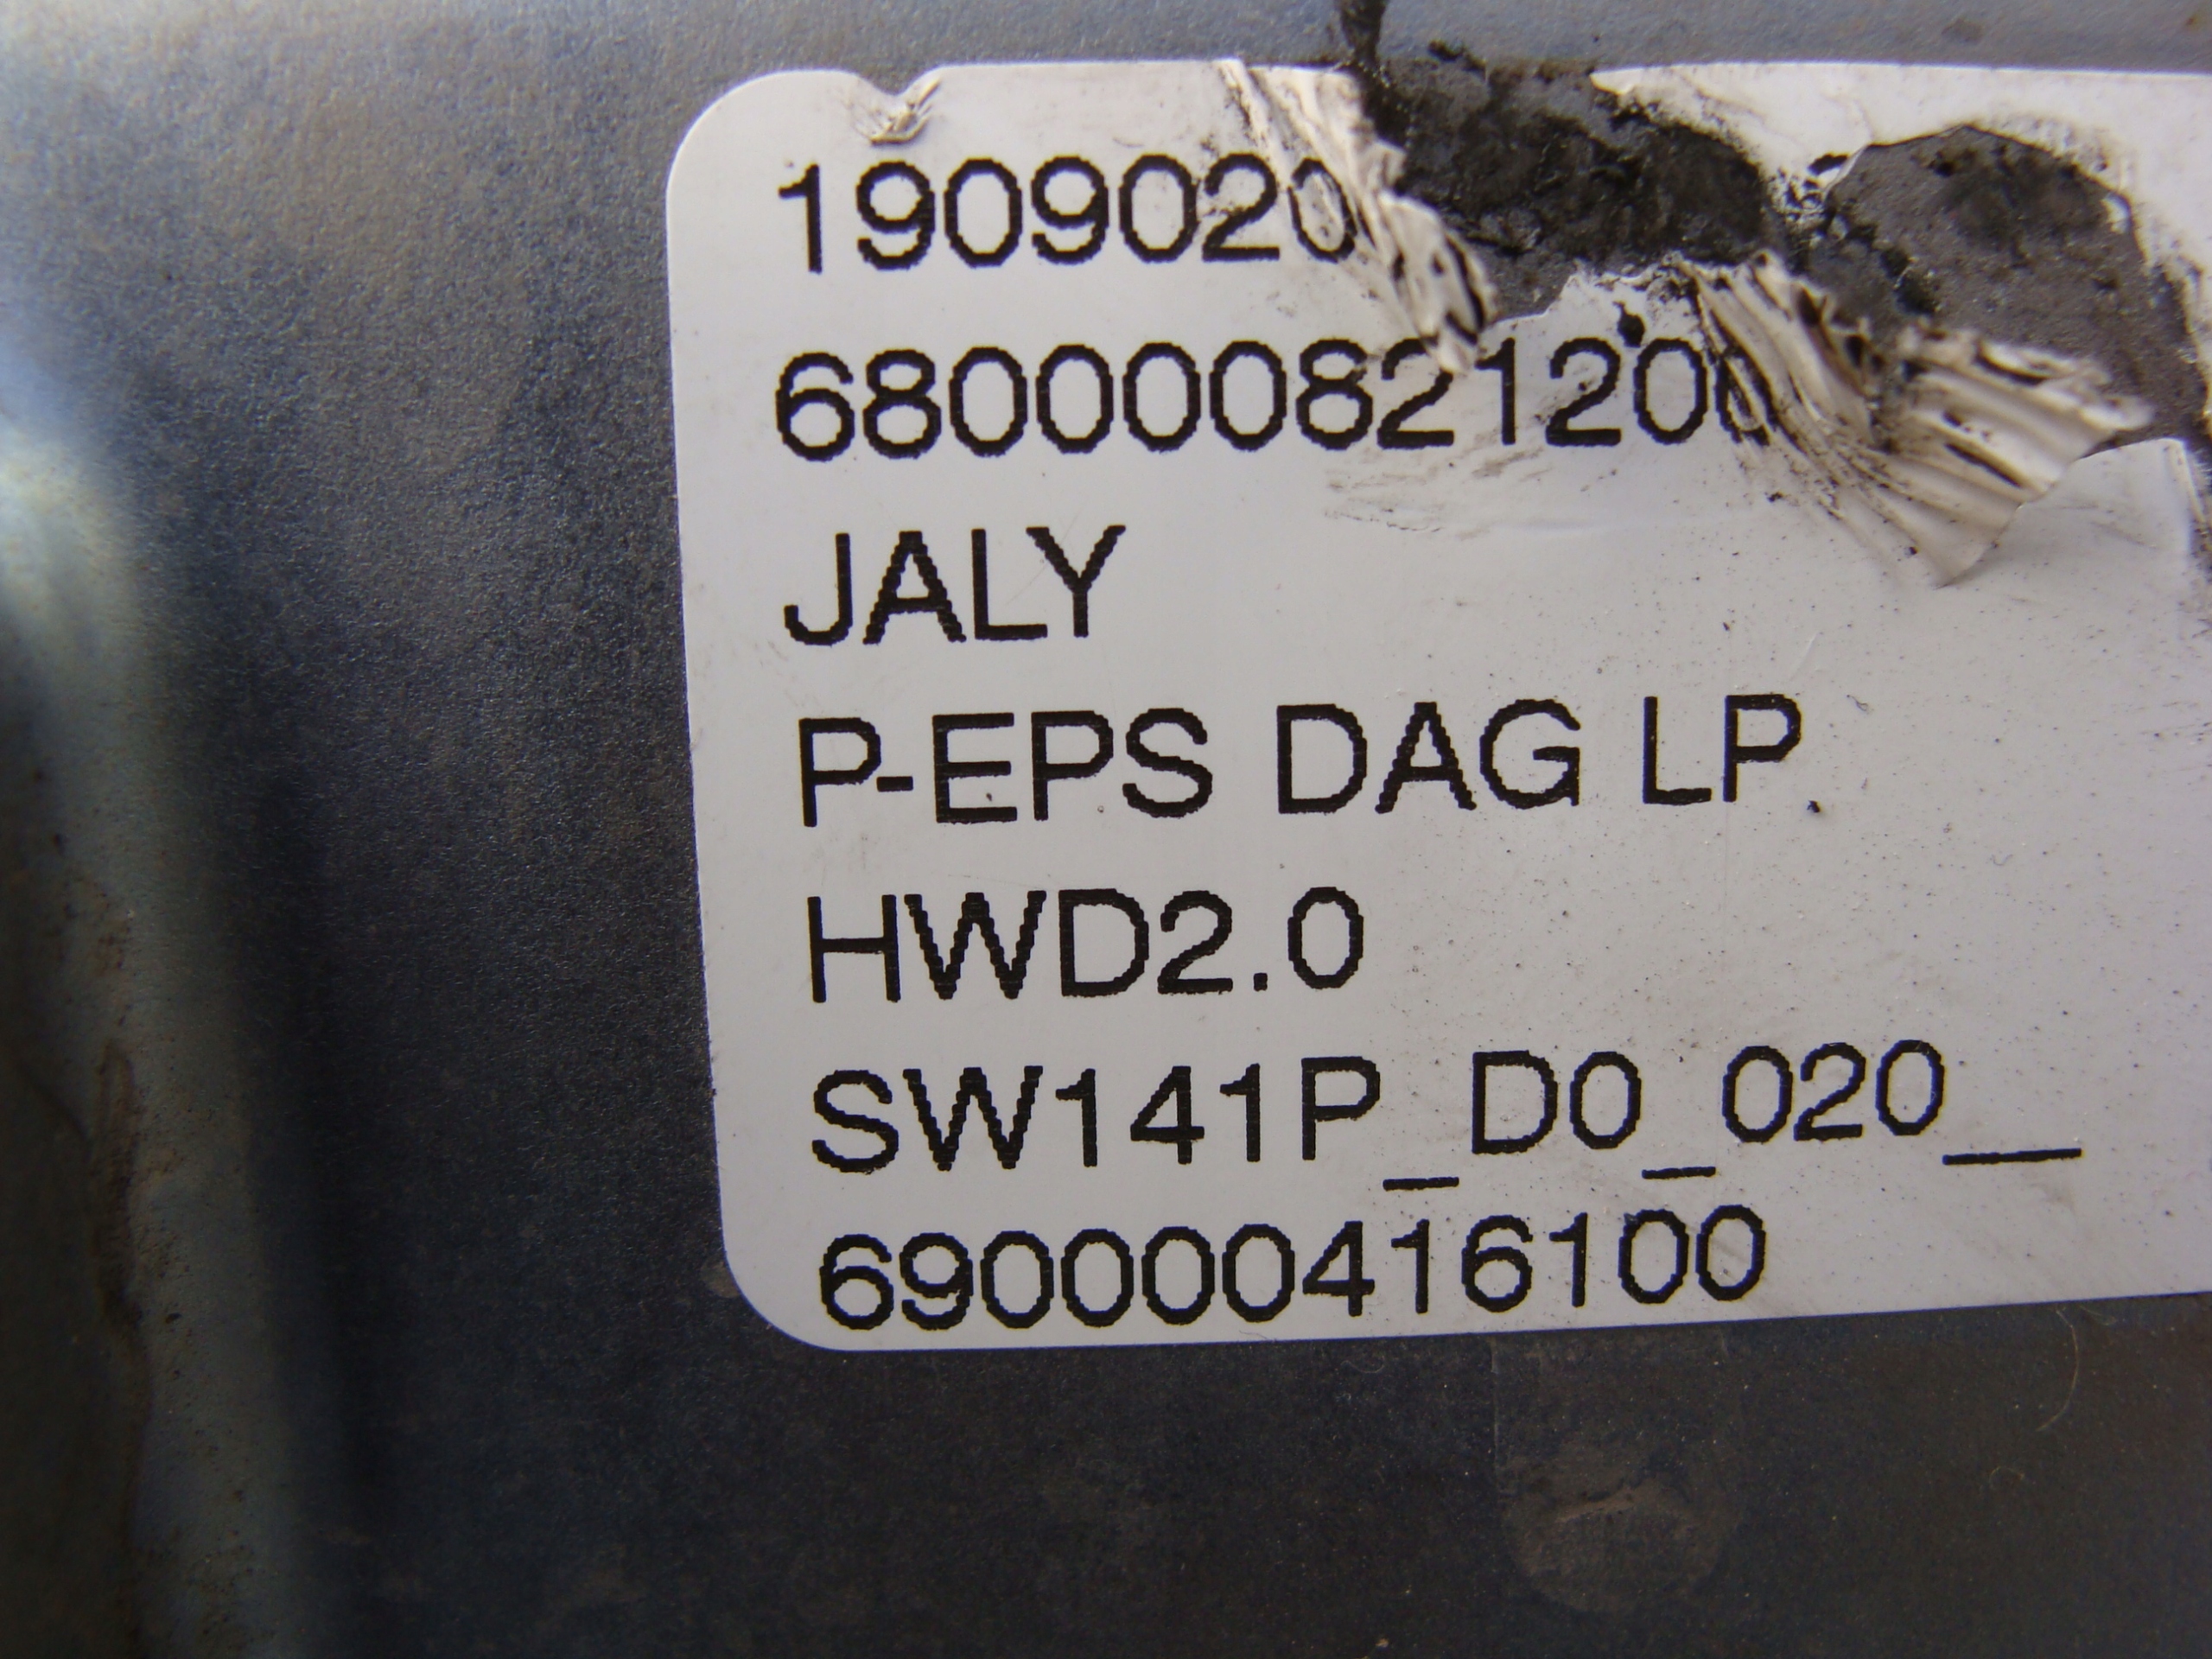 1909020
680000821200
JALY
P-EPS DAG LP
HWD2.0
SW141P_D0_020__
690000416100